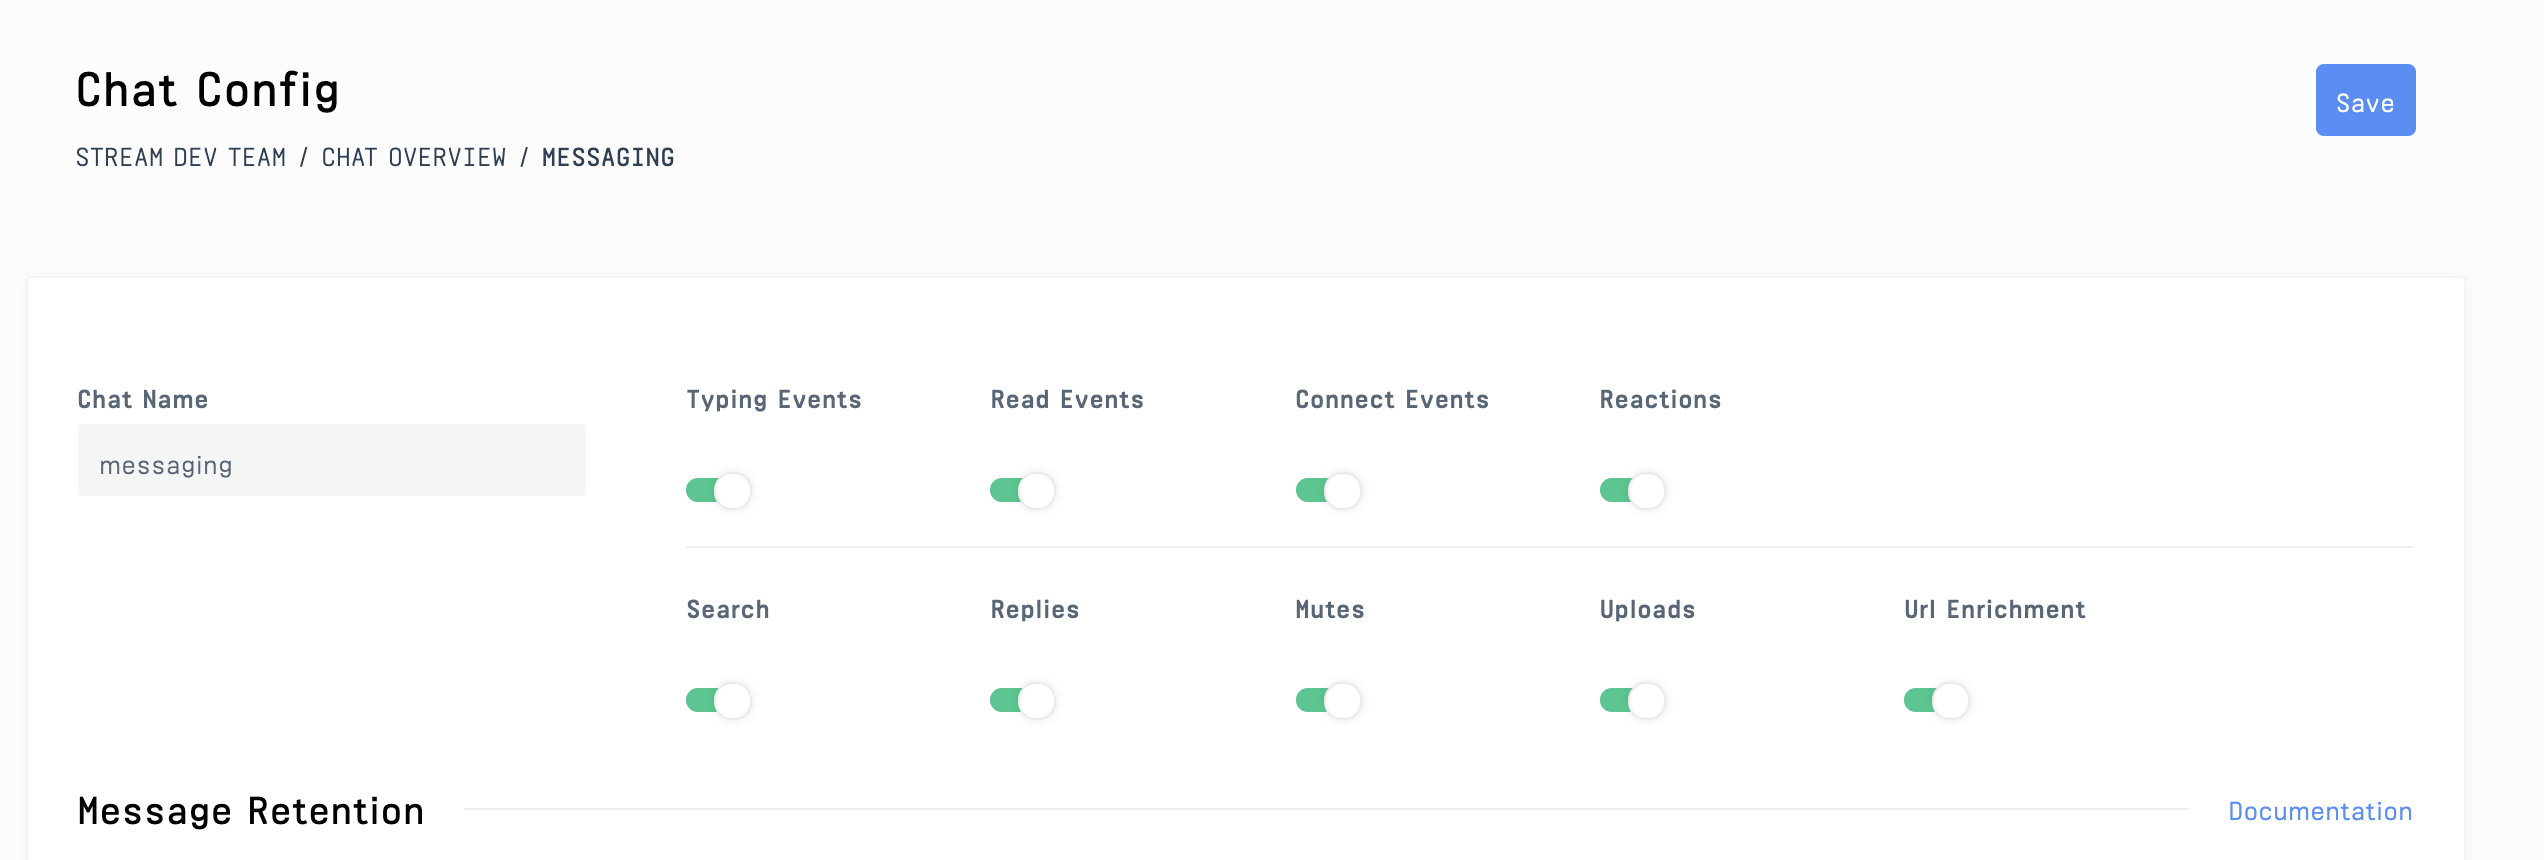 Chat Config
Save
STREAM DEV TEAM / CHAT OVERVIEW / MESSAGING
Chat Name
messaging
Typing Events
Read Events
Connect Events
Reactions
Search
Replies
Mutes
Uploads
Url Enrichment
Message Retention
Documentation